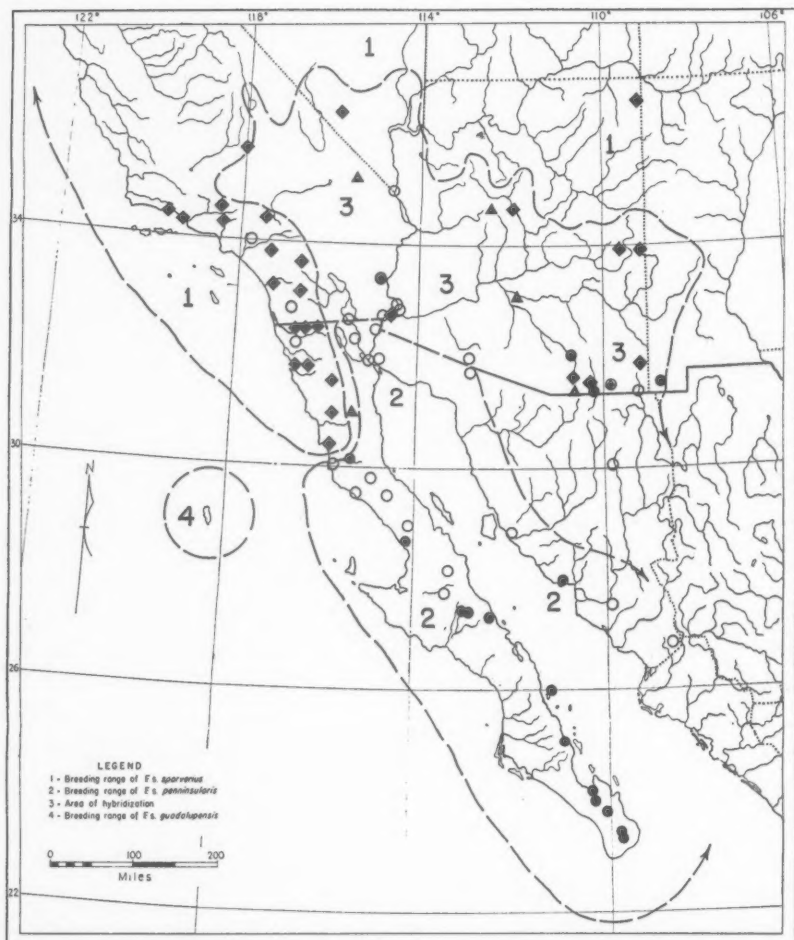 122° 118° 114° 110° 106°
1
1
3
34
3
1
3
2
30
N
4
2
2
26
LEGEND
1 - Breeding range of F. s. sparverius
2 - Breeding range of F. s. penninsularis
3 - Area of hybridization
4 - Breeding range of F. s. guadalupensis
0 100 200
Miles
22